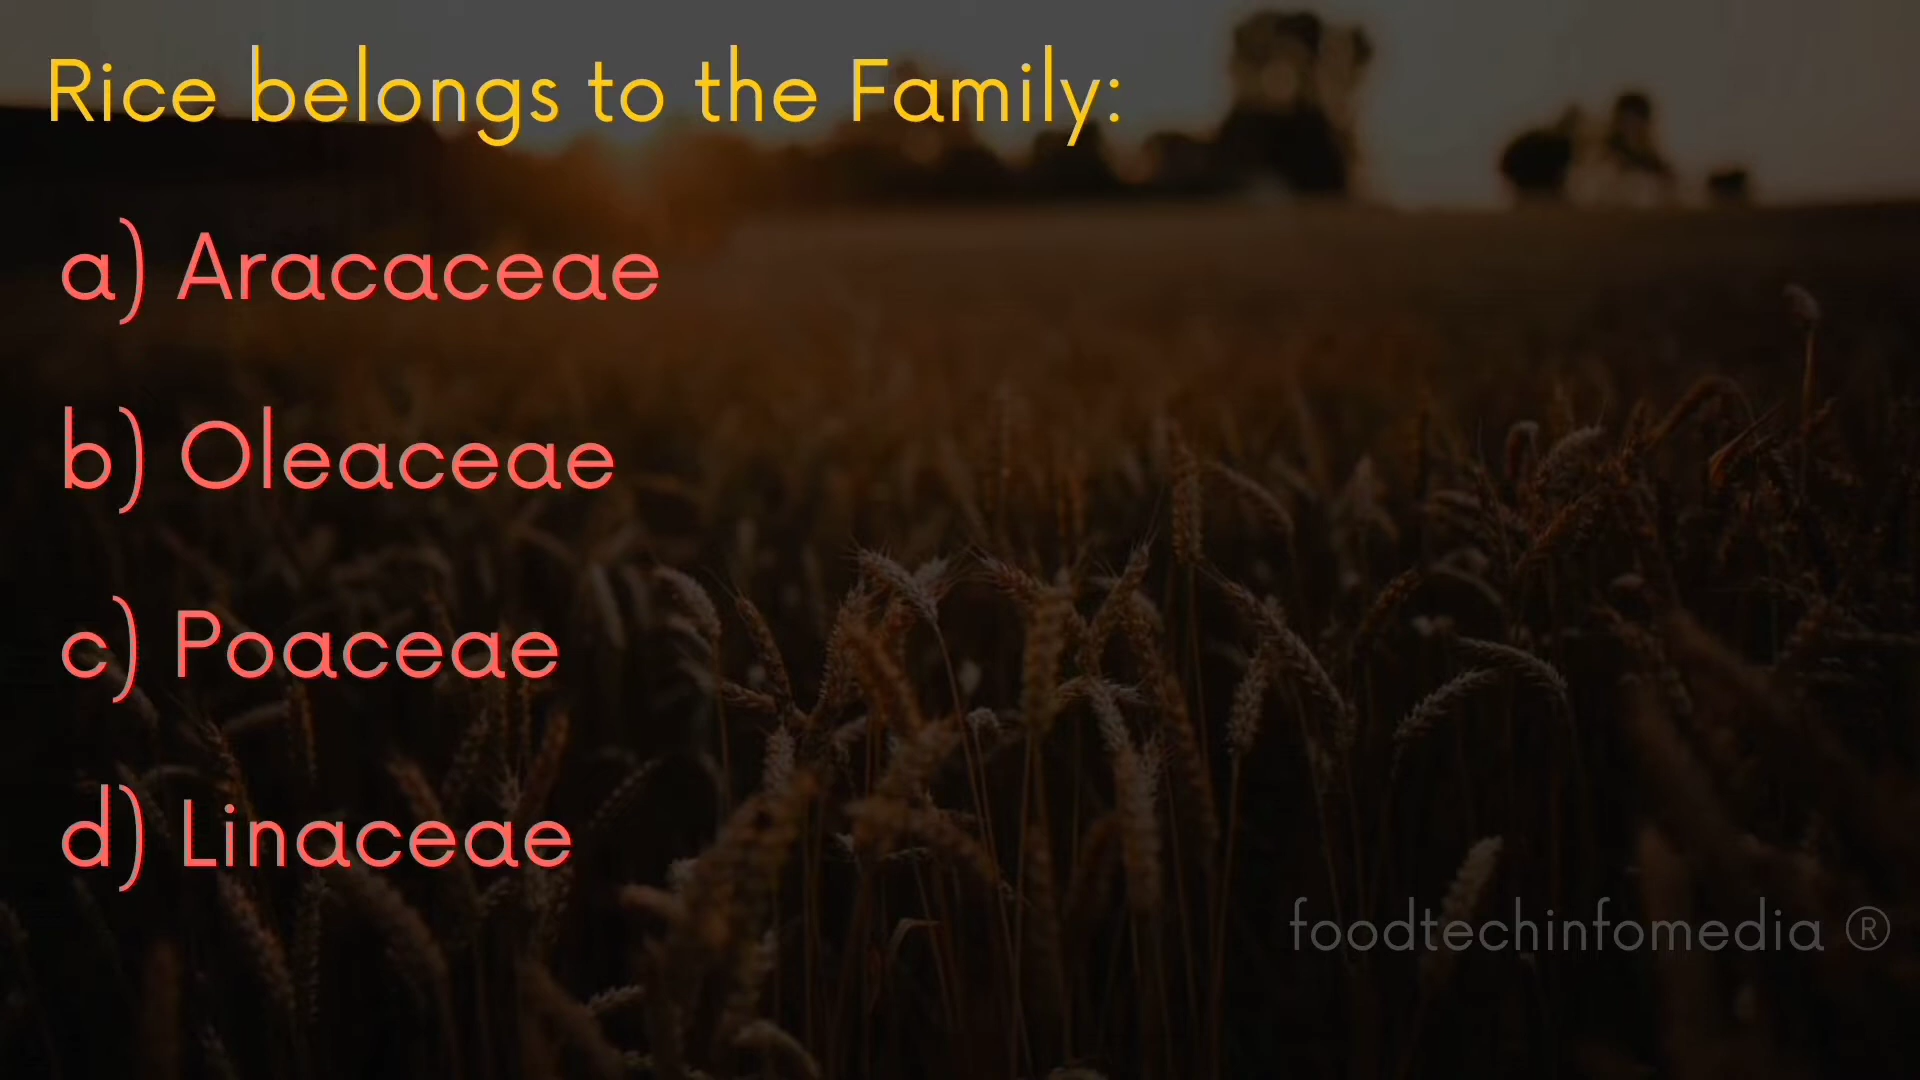 Rice belongs to the Family:
a) Aracaceae
b) Oleaceae
c) Poaceae
d) Linaceae
foodtechinfomedia ®